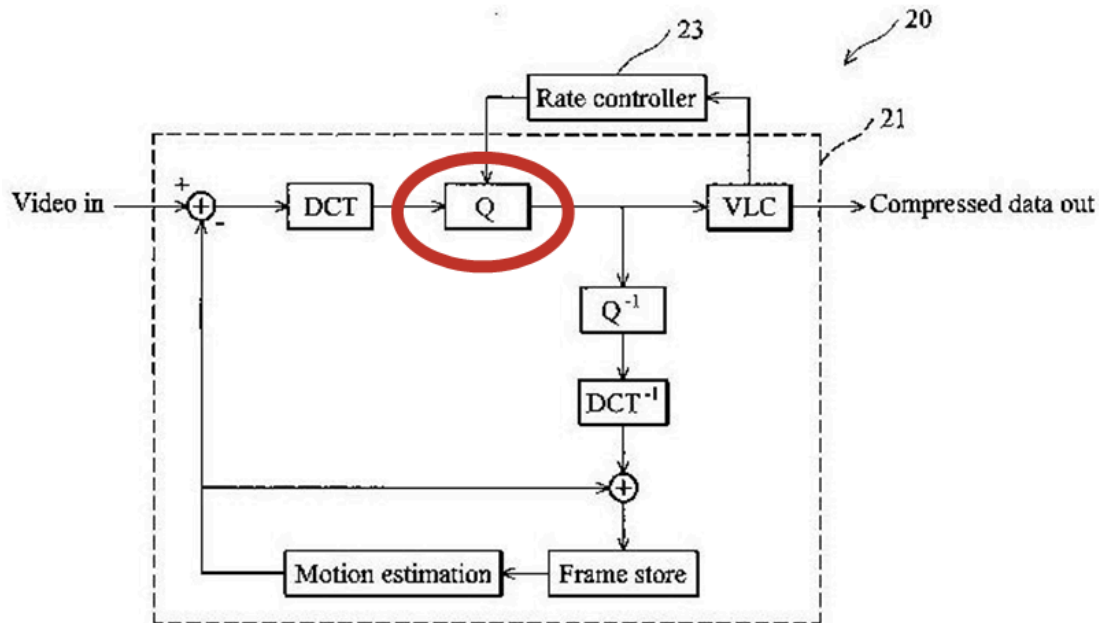 20
23
Rate controller
21
+
Video in
+
-
DCT
Q
VLC
Compressed data out
Q⁻¹
DCT⁻¹
+
Motion estimation
Frame store